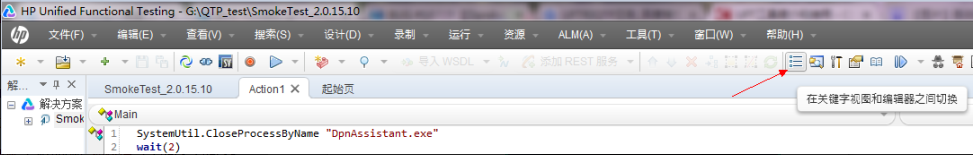 HP Unified Functional Testing - G:\QTP_test\SmokeTest_2.0.15.10
hp 文件(F) 编辑(E) 查看(V) 搜索(S) 设计(D) 录制 运行 资源 ALM(A) 工具(T) 窗口(W) 帮助(H)
导入 WSDL 添加 REST 服务
解... SmokeTest_2.0.15.10 Action1 起始页
在关键字视图和编辑器之间切换
解决方案
Smok
Main
1 SystemUtil.CloseProcessByName "DpnAssistant.exe"
2 wait(2)